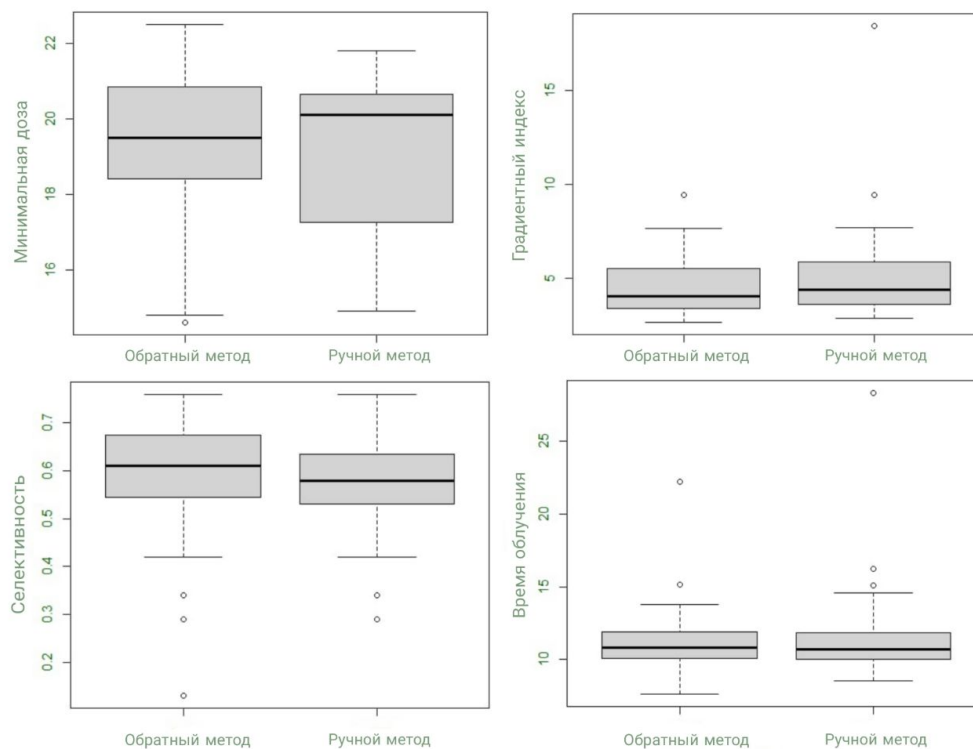 Минимальная доза
22
20
18
16
Обратный метод
Ручной метод
Градиентный индекс
15
10
5
Обратный метод
Ручной метод
Селективность
0.7
0.6
0.5
0.4
0.3
0.2
Обратный метод
Ручной метод
Время облучения
25
20
15
10
Обратный метод
Ручной метод